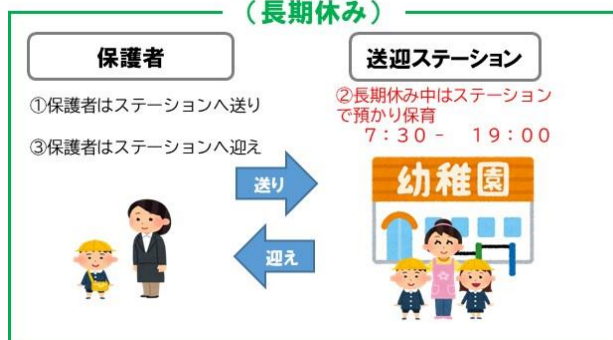 （長期休み）
保護者
①保護者はステーションへ送り
③保護者はステーションへ迎え
送迎ステーション
②長期休み中はステーション
で預かり保育
７：３０－　１９：００
送り
迎え
幼稚園